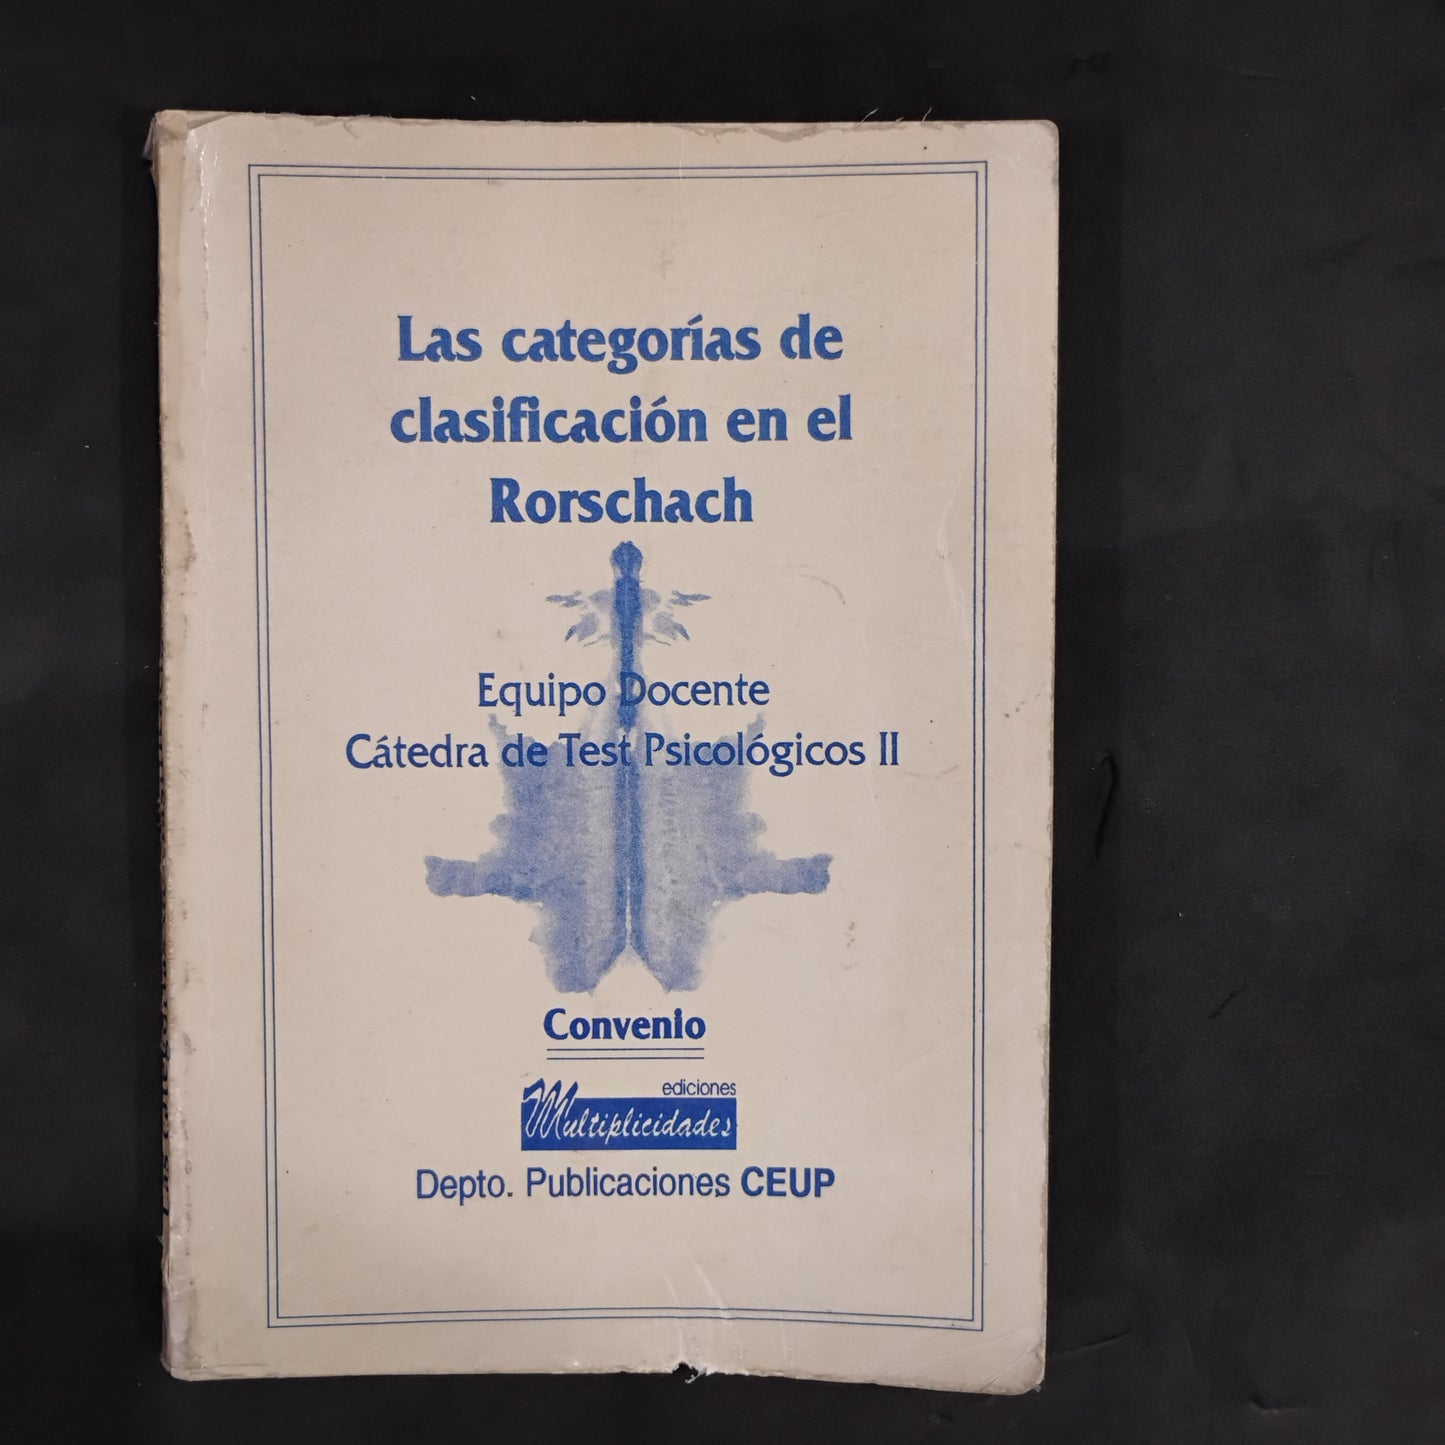 Las categorías de
clasificación en el
Rorschach
Equipo Docente
Cátedra de Test Psicológicos II
Convenio
ediciones
Multiplicidades
Depto. Publicaciones CEUP